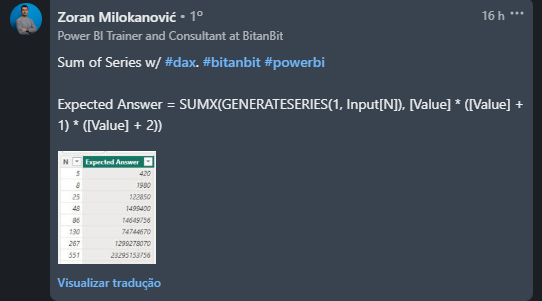 Zoran Milokanović • 1º
16 h •••
Power BI Trainer and Consultant at BitanBit
Sum of Series w/ #dax. #bitanbit #powerbi
Expected Answer = SUMX(GENERATESERIES(1, Input[N]), [Value] * ([Value] +
1) * ([Value] + 2))
N Expected Answer
5 420
8 1980
25 122850
48 1499400
86 14649756
130 74744670
267 1299278070
551 23295153756
Visualizar tradução